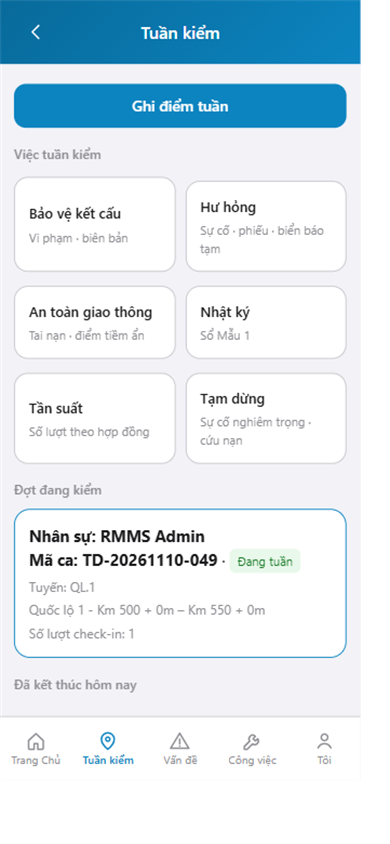 Tuần kiểm
Ghi điểm tuần
Việc tuần kiểm
Bảo vệ kết cấu
Vi phạm · biên bản
Hư hỏng
Sự cố · phiếu · biển báo
tạm
An toàn giao thông
Tai nạn · điểm tiềm ẩn
Nhật ký
Sổ Mẫu 1
Tần suất
Số lượt theo hợp đồng
Tạm dừng
Sự cố nghiêm trọng ·
cứu nạn
Đợt đang kiểm
Nhân sự: RMMS Admin
Mã ca: TD-20261110-049 · Đang tuần
Tuyến: QL.1
Quốc lộ 1 - Km 500 + 0m – Km 550 + 0m
Số lượt check-in: 1
Đã kết thúc hôm nay
Trang Chủ Tuần kiểm Vấn đề Công việc Tôi